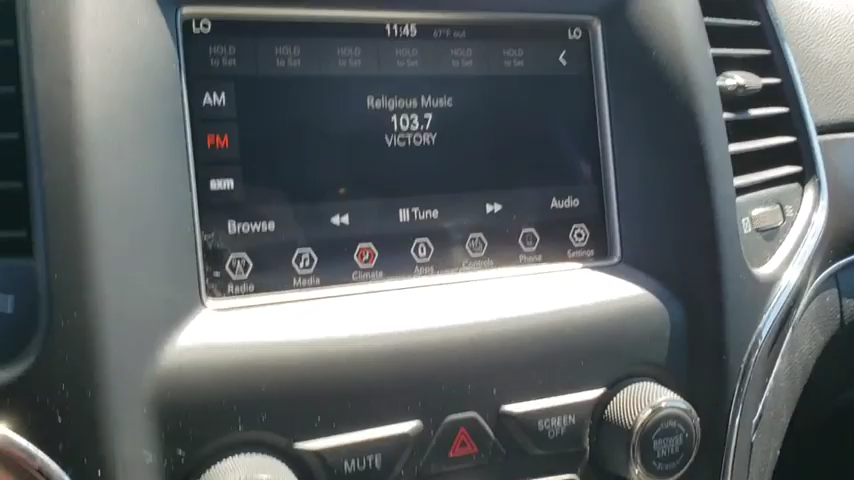 LO 11:45 67°F out LO
HOLD to Set HOLD to Set HOLD to Set HOLD to Set HOLD to Set HOLD to Set
AM
Religious Music
103.7
FM
VICTORY
sxm
Browse Tune Audio
Radio Media Climate Apps Controls Phone Settings
MUTE
SCREEN
OFF
BROWSE
ENTER